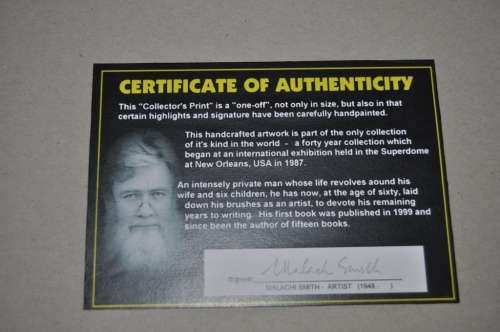 CERTIFICATE OF AUTHENTICITY
This "Collector's Print" is a "one-off", not only in size, but also in that
certain highlights and signature have been carefully handpainted.
This handcrafted artwork is part of the only collection
of it's kind in the world - a forty year collection which
began at an international exhibition held in the Superdome
at New Orleans, USA in 1987.
An intensely private man whose life revolves aound his
wife and six children, he has now, at the age of sixty, laid
down his brushes as an artist, to devote his remaining
years to writing. His first book was published in 1999 and
since been the author of fifteen books.
Malachi Smith
MALACHI SMITH - ARTIST (1948 - )